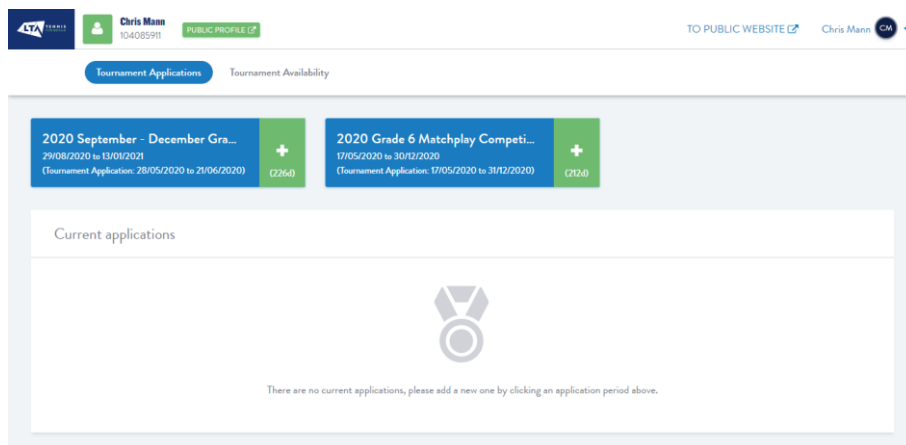 LTA TENNIS
Chris Mann
104085911
PUBLIC PROFILE
TO PUBLIC WEBSITE
Chris Mann
CM
Tournament Applications
Tournament Availability
2020 September - December Gra...
29/08/2020 to 13/01/2021
(Tournament Application: 28/05/2020 to 21/06/2020)
(226d)
2020 Grade 6 Matchplay Competi...
17/05/2020 to 30/12/2020
(Tournament Application: 17/05/2020 to 31/12/2020)
(212d)
Current applications
There are no current applications, please add a new one by clicking an application period above.